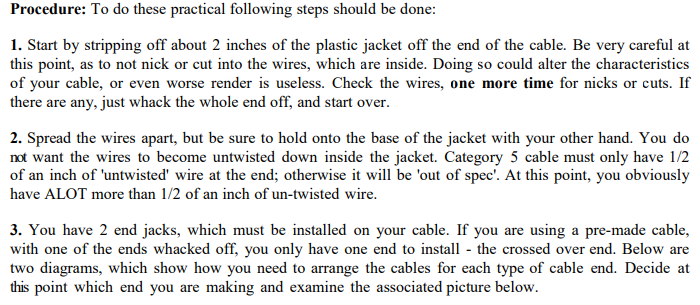 Procedure: To do these practical following steps should be done:
1. Start by stripping off about 2 inches of the plastic jacket off the end of the cable. Be very careful at
this point, as to not nick or cut into the wires, which are inside. Doing so could alter the characteristics
of your cable, or even worse render is useless. Check the wires, one more time for nicks or cuts. If
there are any, just whack the whole end off, and start over.
2. Spread the wires apart, but be sure to hold onto the base of the jacket with your other hand. You do
not want the wires to become untwisted down inside the jacket. Category 5 cable must only have 1/2
of an inch of 'untwisted' wire at the end; otherwise it will be 'out of spec'. At this point, you obviously
have ALOT more than 1/2 of an inch of un-twisted wire.
3. You have 2 end jacks, which must be installed on your cable. If you are using a pre-made cable,
with one of the ends whacked off, you only have one end to install - the crossed over end. Below are
two diagrams, which show how you need to arrange the cables for each type of cable end. Decide at
this point which end you are making and examine the associated picture below.